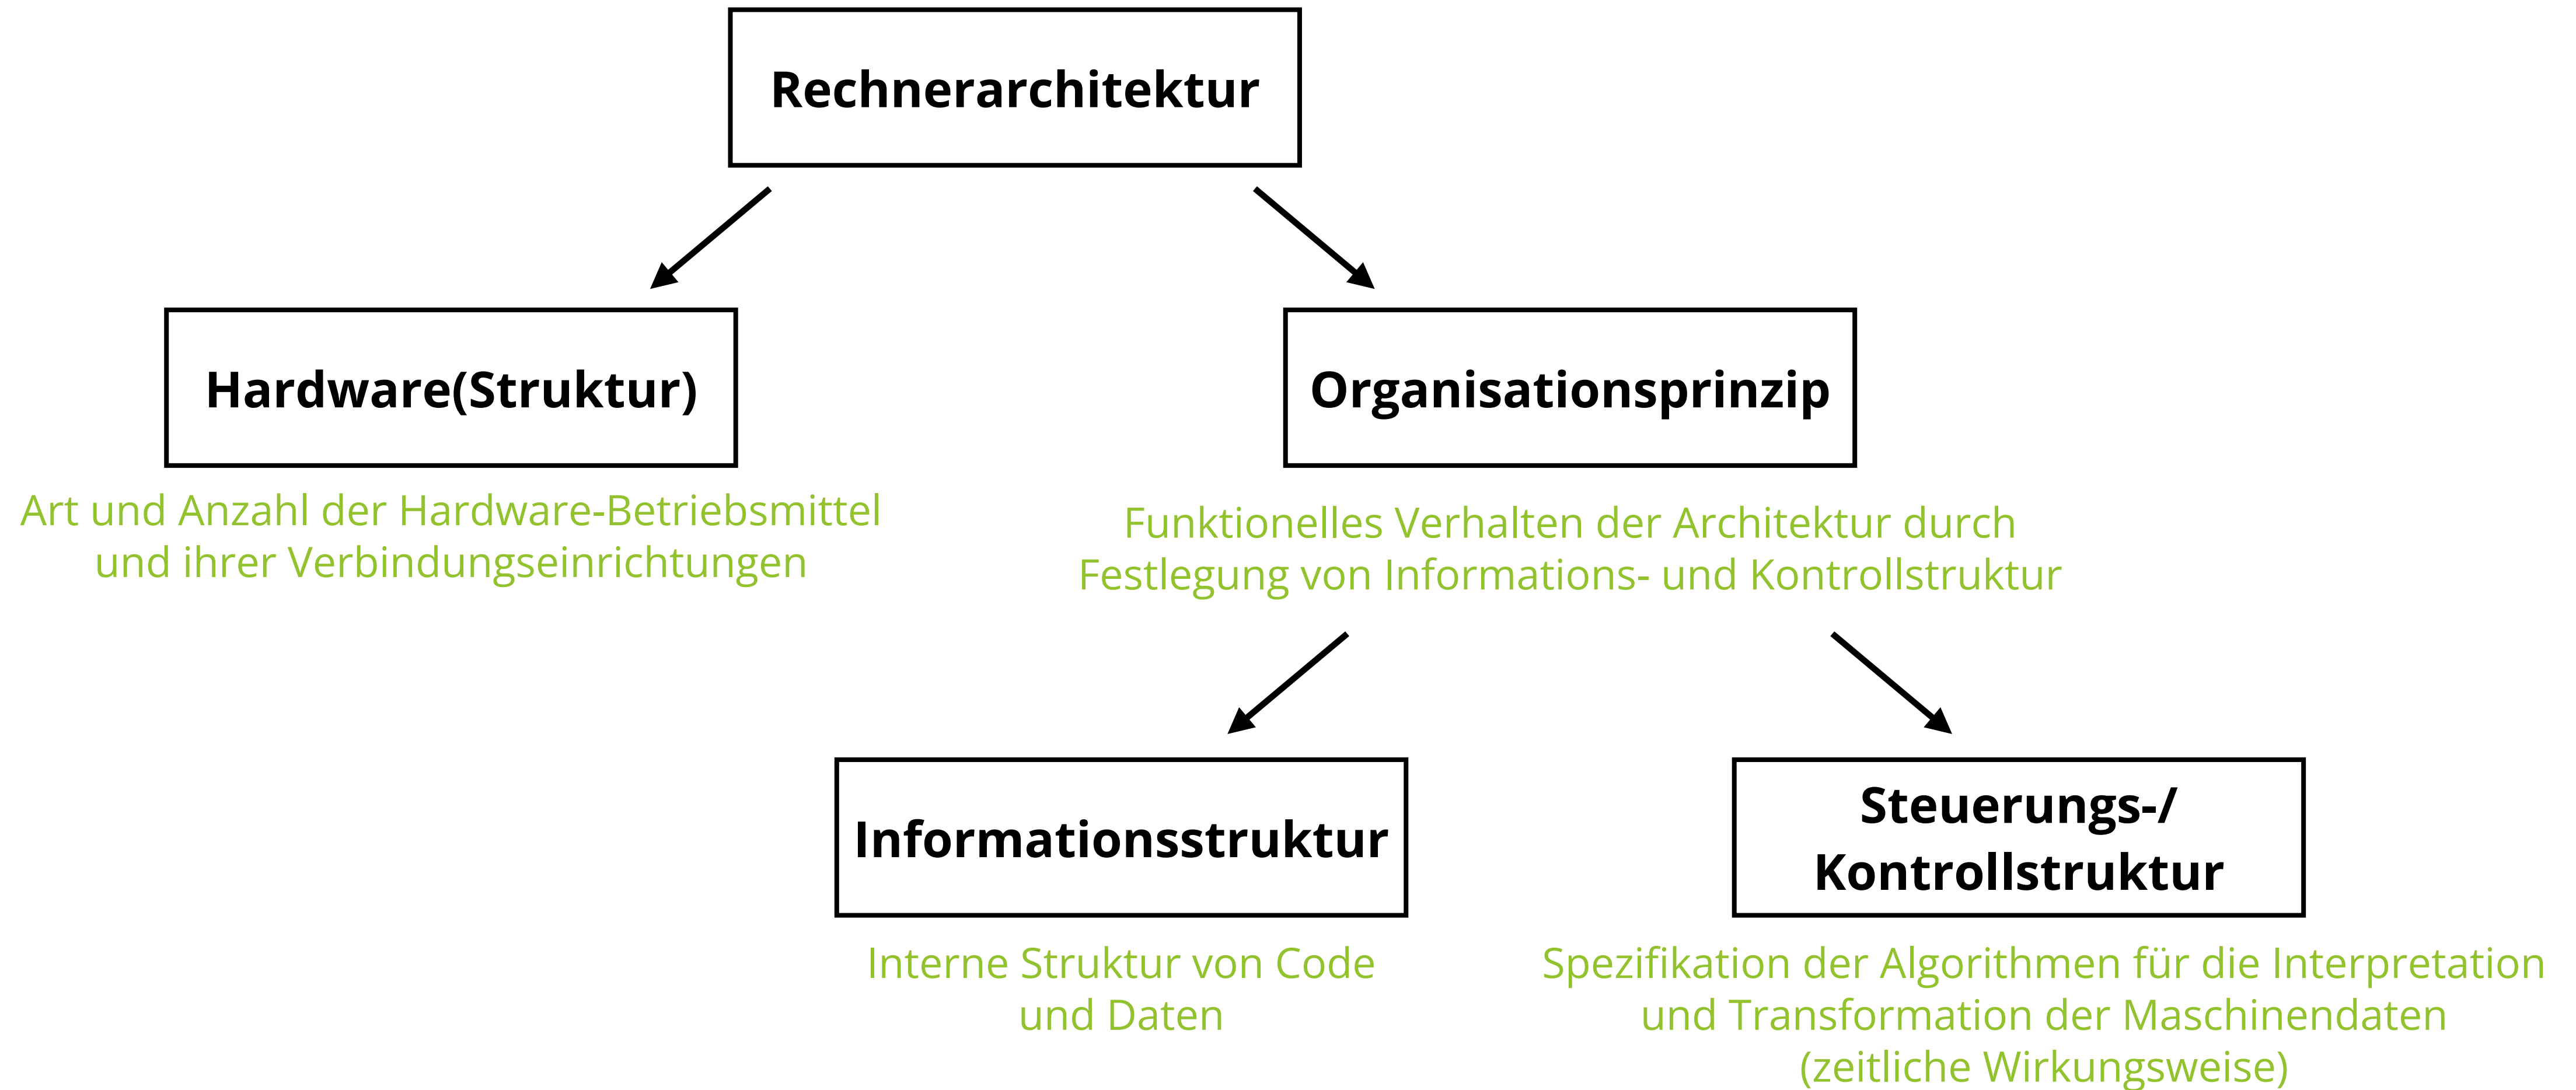 Rechnerarchitektur
Hardware(Struktur)
Art und Anzahl der Hardware-Betriebsmittel
und ihrer Verbindungseinrichtungen
Organisationsprinzip
Funktionelles Verhalten der Architektur durch
Festlegung von Informations- und Kontrollstruktur
Informationsstruktur
Interne Struktur von Code
und Daten
Steuerungs-/
Kontrollstruktur
Spezifikation der Algorithmen für die Interpretation
und Transformation der Maschinendaten
(zeitliche Wirkungsweise)